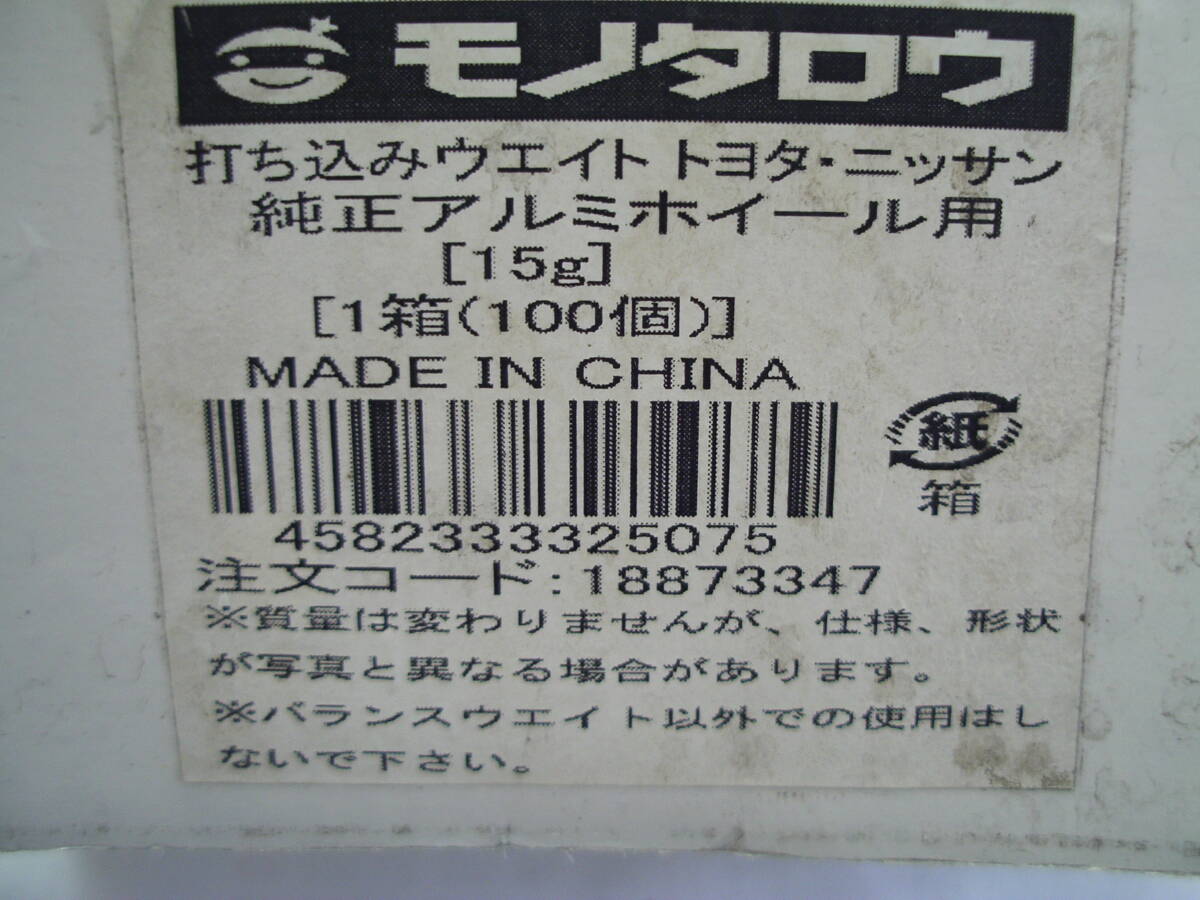 モノタロウ
打ち込みウエイト トヨタ・ニッサン
純正アルミホイール用
[15g]
[1箱(100個)]
MADE IN CHINA
紙
箱
4582333325075
注文コード:18873347
※質量は変わりませんが、仕様、形状
が写真と異なる場合があります。
※バランスウエイト以外での使用はし
ないで下さい。